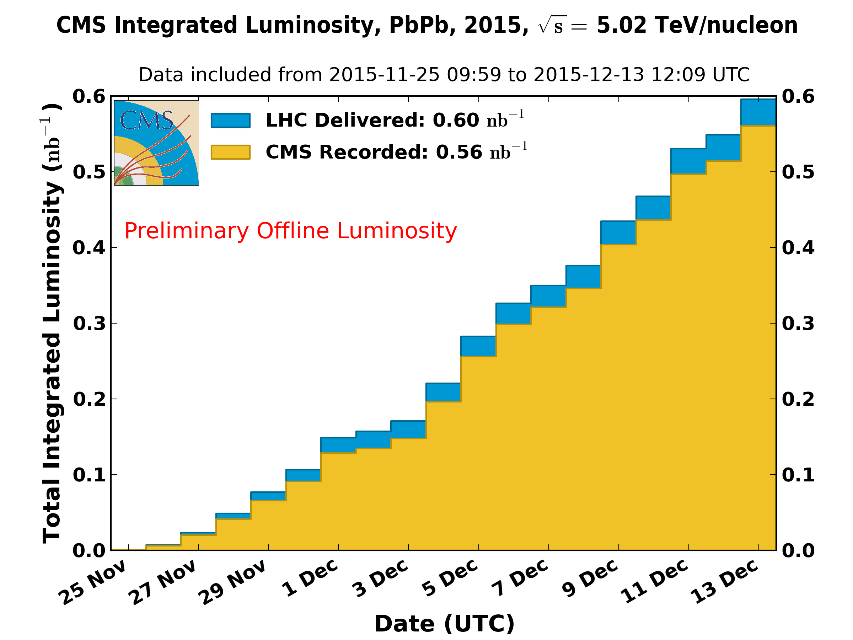 CMS Integrated Luminosity, PbPb, 2015, √s = 5.02 TeV/nucleon
Data included from 2015-11-25 09:59 to 2015-12-13 12:09 UTC
CMS
LHC Delivered: 0.60 nb⁻¹
CMS Recorded: 0.56 nb⁻¹
Preliminary Offline Luminosity
Total Integrated Luminosity (nb⁻¹)
0.6 0.6
0.5 0.5
0.4 0.4
0.3 0.3
0.2 0.2
0.1 0.1
0.0 0.0
25 Nov 27 Nov 29 Nov 1 Dec 3 Dec 5 Dec 7 Dec 9 Dec 11 Dec 13 Dec
Date (UTC)